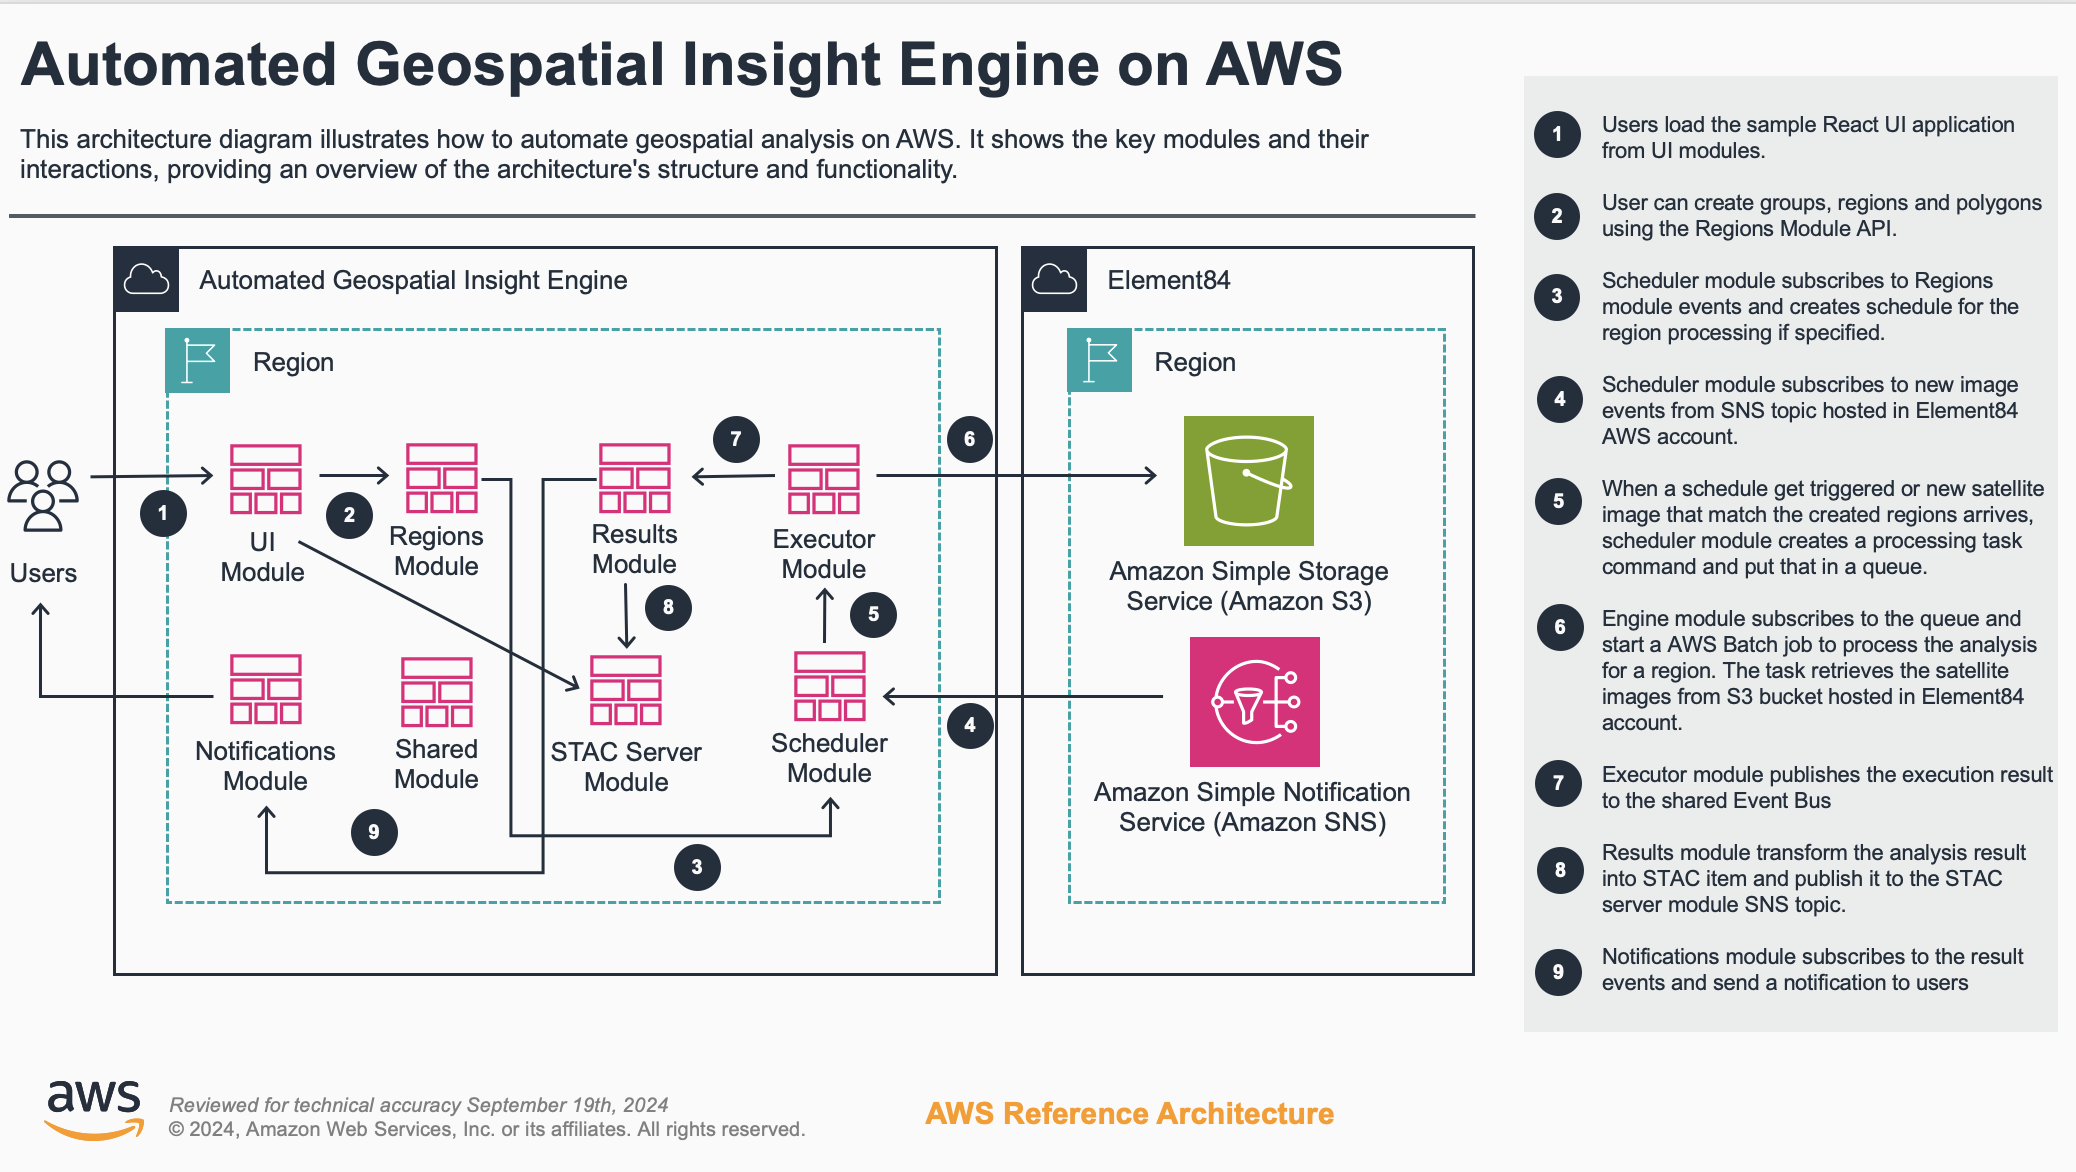 Automated Geospatial Insight Engine on AWS
This architecture diagram illustrates how to automate geospatial analysis on AWS. It shows the key modules and their
interactions, providing an overview of the architecture's structure and functionality.
Automated Geospatial Insight Engine
Region
Users
1
UI
Module
2
Regions
Module
Results
Module
7
Executor
Module
6
8
5
Notifications
Module
Shared
Module
STAC Server
Module
Scheduler
Module
4
9
3
Element84
Region
Amazon Simple Storage
Service (Amazon S3)
Amazon Simple Notification
Service (Amazon SNS)
1
Users load the sample React UI application
from UI modules.
2
User can create groups, regions and polygons
using the Regions Module API.
3
Scheduler module subscribes to Regions
module events and creates schedule for the
region processing if specified.
4
Scheduler module subscribes to new image
events from SNS topic hosted in Element84
AWS account.
5
When a schedule get triggered or new satellite
image that match the created regions arrives,
scheduler module creates a processing task
command and put that in a queue.
6
Engine module subscribes to the queue and
start a AWS Batch job to process the analysis
for a region. The task retrieves the satellite
images from S3 bucket hosted in Element84
account.
7
Executor module publishes the execution result
to the shared Event Bus
8
Results module transform the analysis result
into STAC item and publish it to the STAC
server module SNS topic.
9
Notifications module subscribes to the result
events and send a notification to users
aws
Reviewed for technical accuracy September 19th, 2024
© 2024, Amazon Web Services, Inc. or its affiliates. All rights reserved.
AWS Reference Architecture